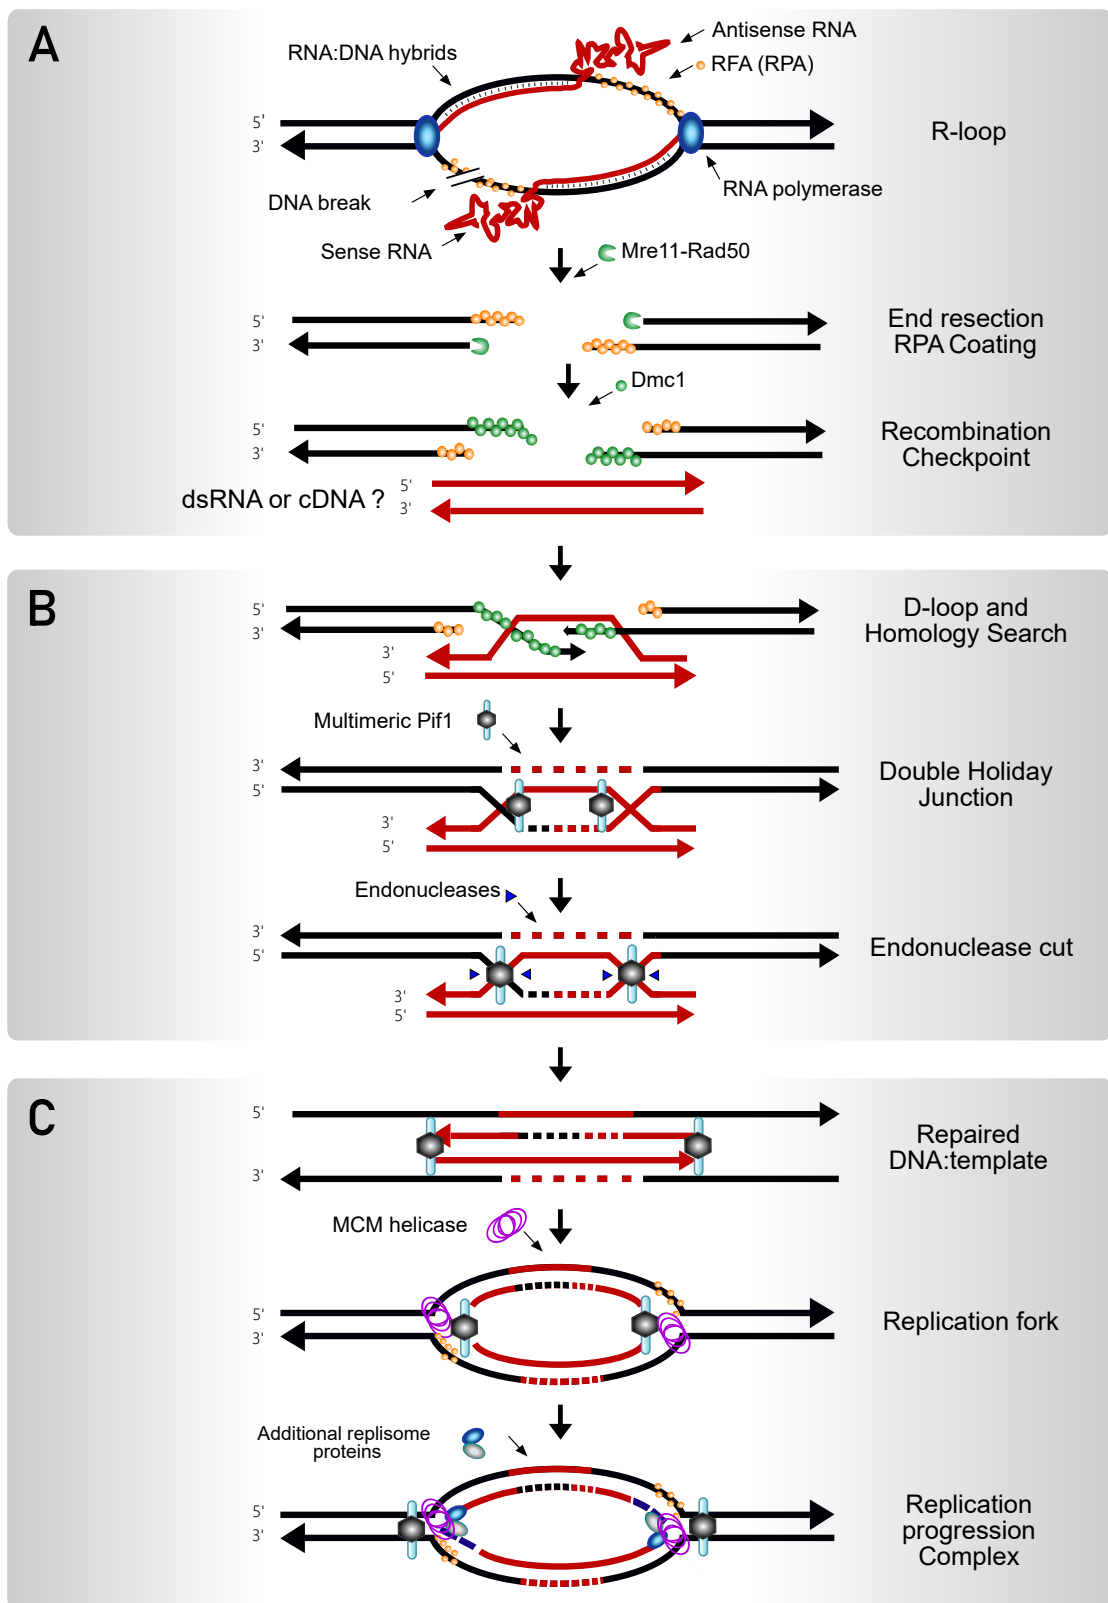 A
Antisense RNA
RNA:DNA hybrids
RFA (RPA)
5'
3'
R-loop
DNA break
RNA polymerase
Sense RNA
Mre11-Rad50
5'
3'
End resection
RPA Coating
Dmc1
5'
3'
Recombination
Checkpoint
dsRNA or cDNA ?
5'
3'
B
5'
3'
D-loop and
Homology Search
3'
5'
Multimeric Pif1
3'
5'
Double Holiday
Junction
3'
5'
Endonucleases
3'
5'
Endonuclease cut
3'
5'
C
5'
3'
Repaired
DNA:template
MCM helicase
5'
3'
Replication fork
Additional replisome
proteins
5'
3'
Replication
progression
Complex